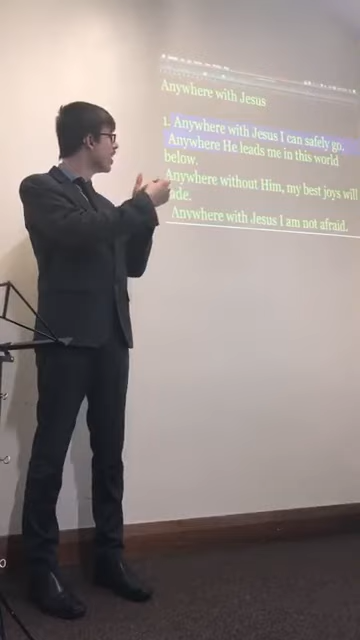 Anywhere with Jesus
1. Anywhere with Jesus I can safely go.
Anywhere He leads me in this world
below.
Anywhere without Him, my best joys will
ade.
Anywhere with Jesus I am not afraid.